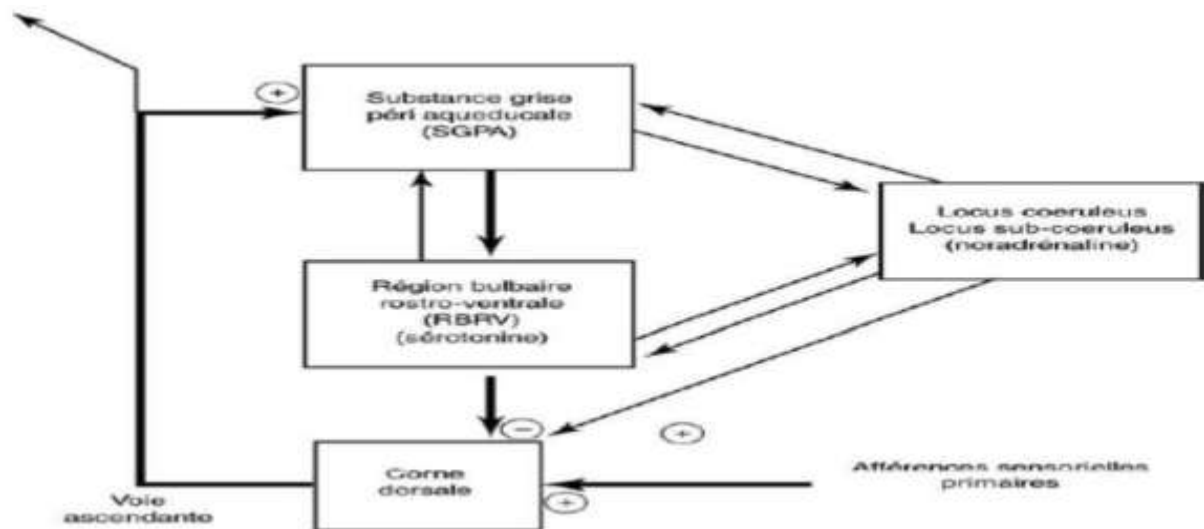 +
Substance grise
péri aqueducale
(SGPA)
Locus coeruleus
Locus sub-coeruleus
(noradrénaline)
Région bulbaire
rostro-ventrale
(RBRV)
(sérotonine)
−
+
Corne
dorsale
+
Afférences sensorielles
primaires
Voie
ascendante